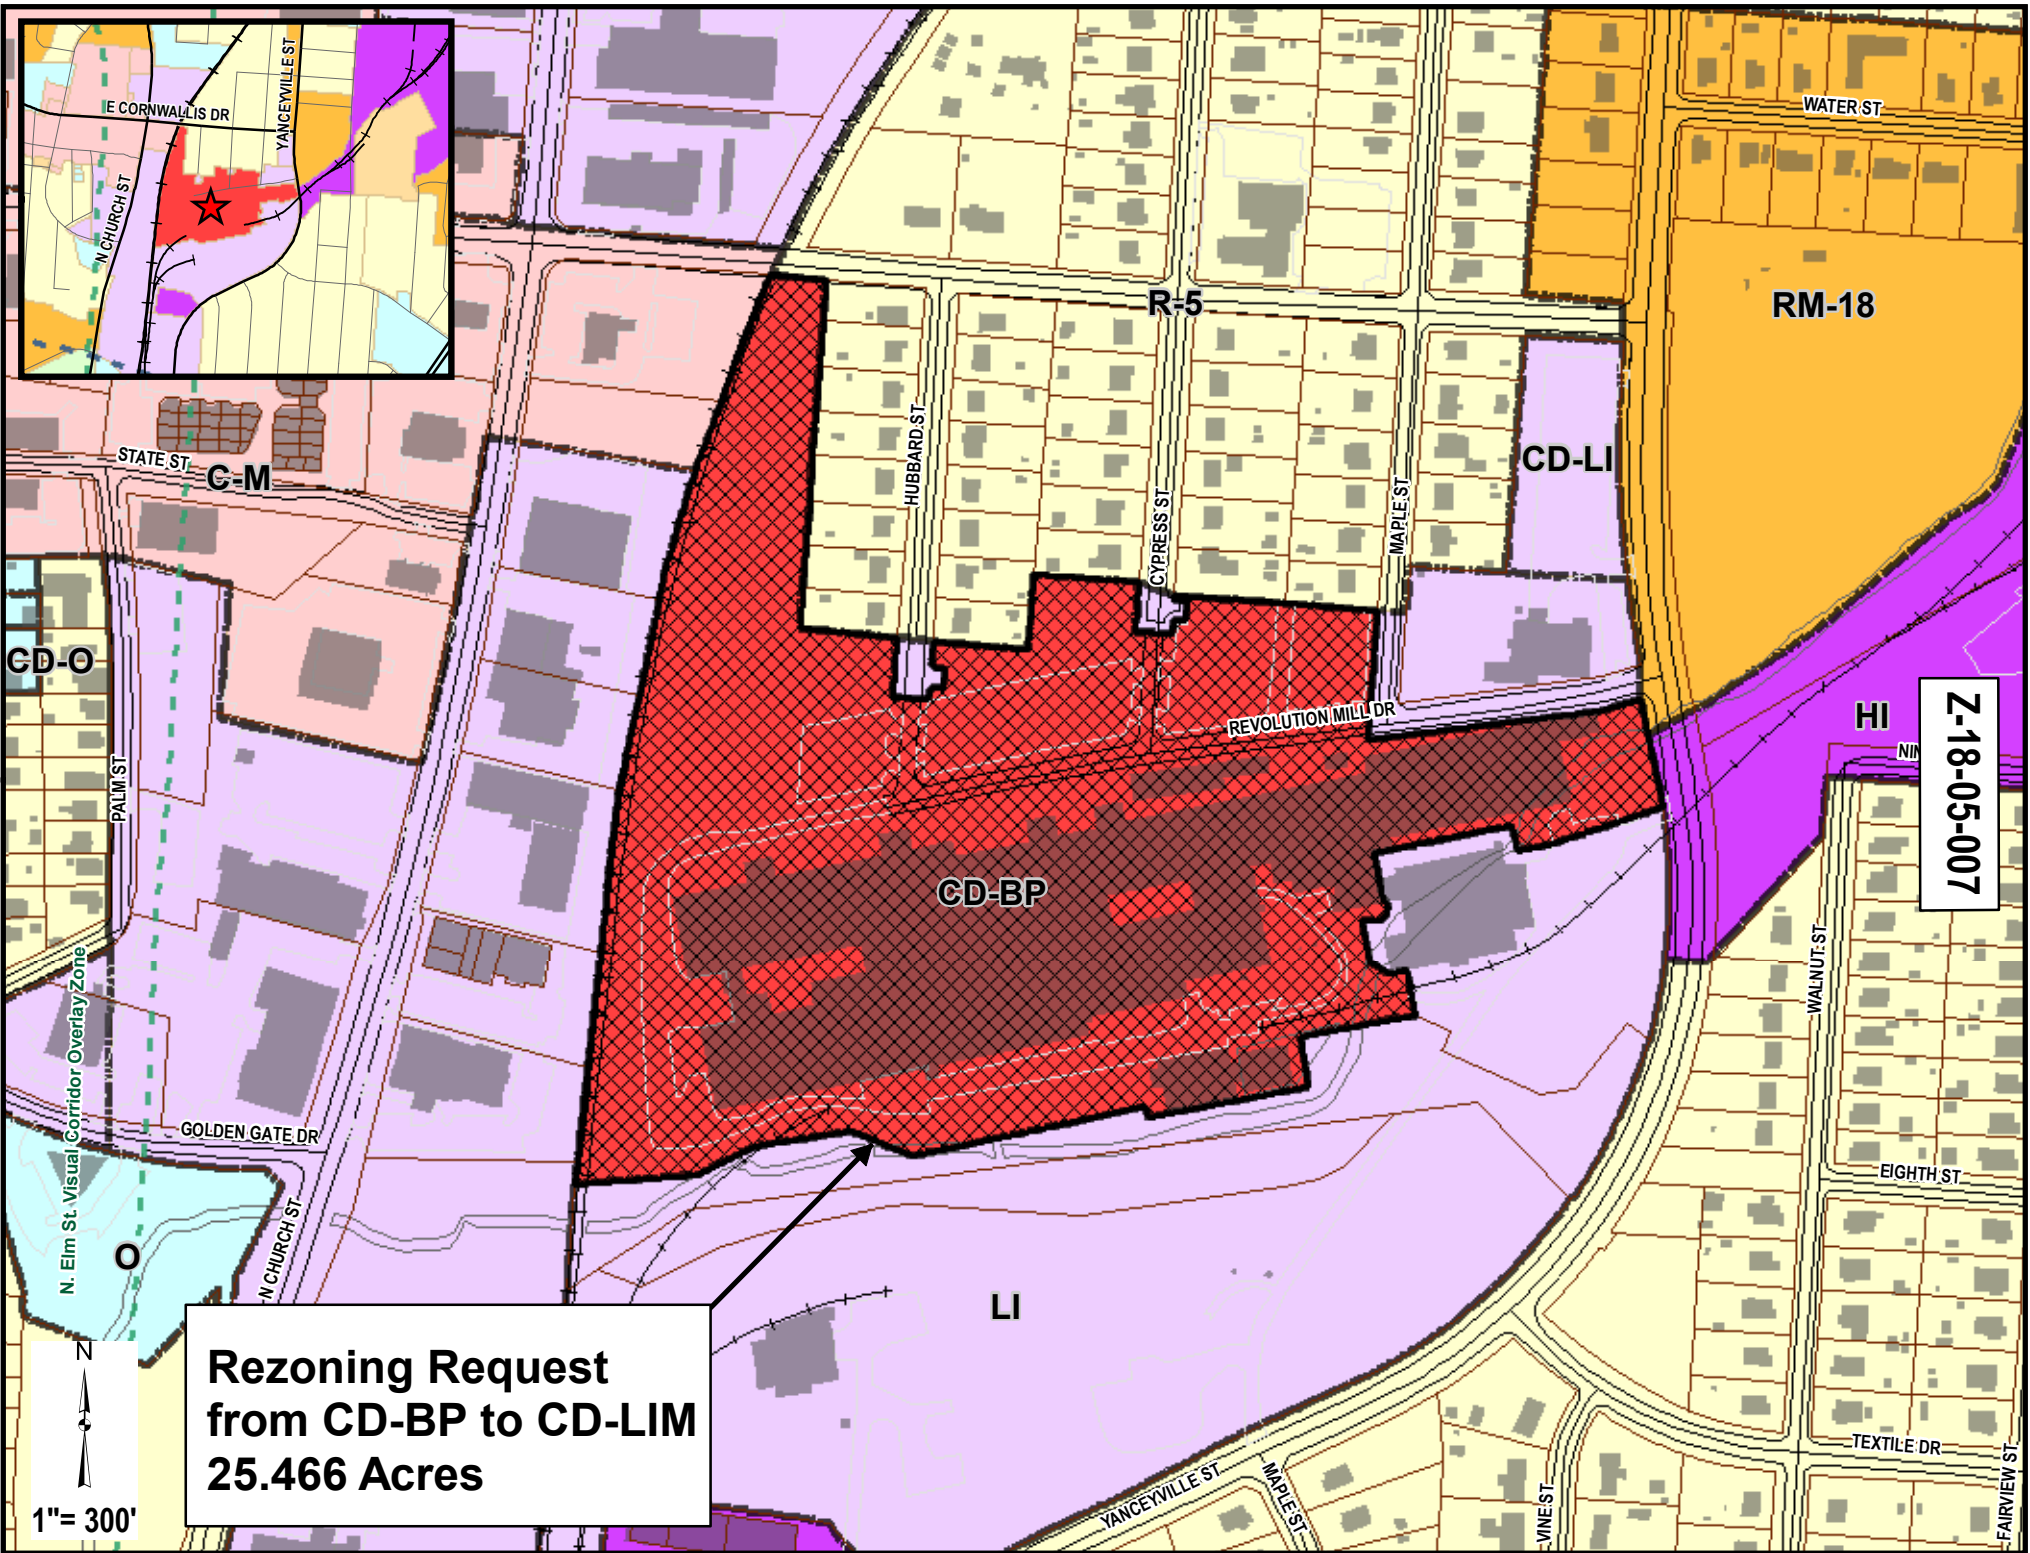 E CORNWALLIS DR
YANCEYVILLE ST
N CHURCH ST
WATER ST
R-5
RM-18
HUBBARD ST
CYPRESS ST
MAPLE ST
CD-LI
STATE ST
C-M
CD-O
PALM ST
REVOLUTION MILL DR
HI
NIN
Z-18-05-007
CD-BP
WALNUT ST
N. Elm St. Visual Corridor Overlay Zone
GOLDEN GATE DR
EIGHTH ST
O
N CHURCH ST
LI
Rezoning Request
from CD-BP to CD-LIM
25.466 Acres
N
1"= 300'
YANCEYVILLE ST
MAPLE ST
VINE ST
TEXTILE DR
FAIRVIEW ST